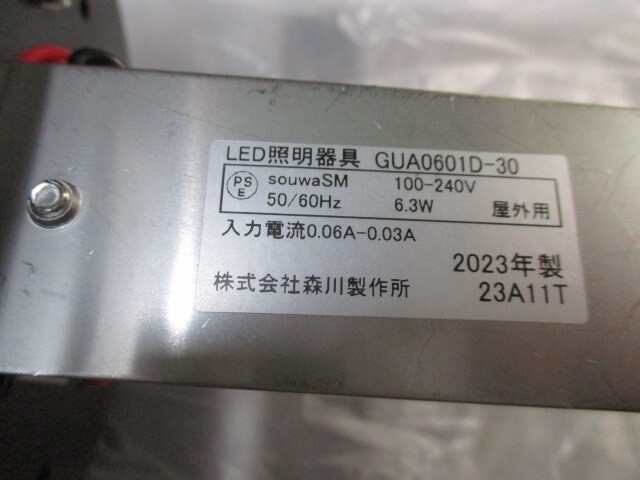 LED照明器具 GUA0601D-30
PSE souwaSM 100-240V
50/60Hz 6.3W 屋外用
入力電流0.06A-0.03A
2023年製
株式会社森川製作所 23A11T